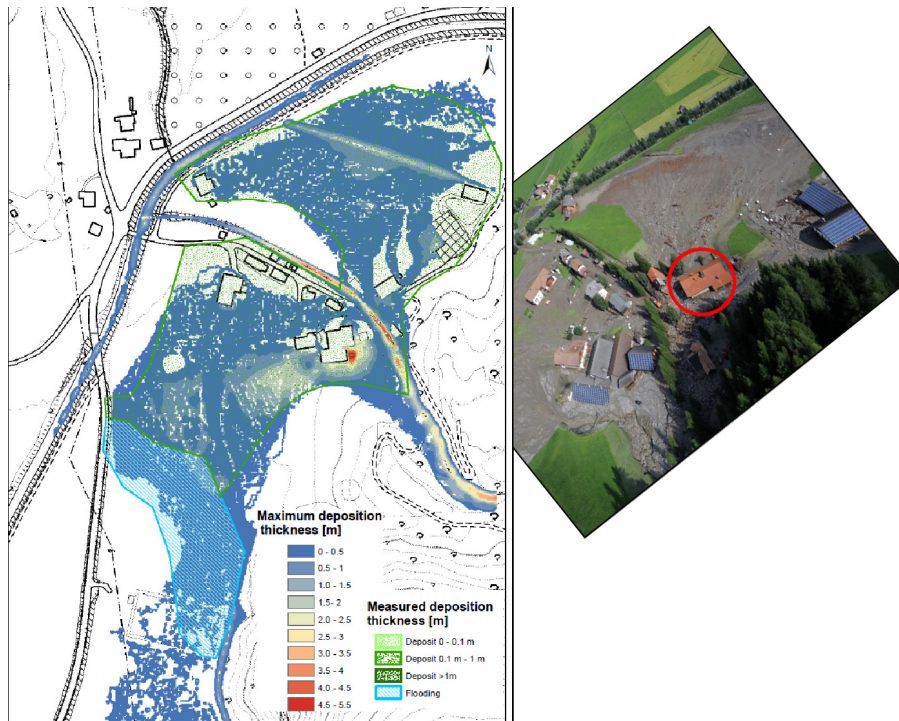 N
Maximum deposition
thickness [m]
0 - 0.5
0.5 - 1
1.0 - 1.5
1.5- 2
2.0 - 2.5
2.5 - 3
3.0 - 3.5
3.5 - 4
4.0 - 4.5
4.5 - 5.5
Measured deposition
thickness [m]
Deposit 0 - 0.1 m
Deposit 0.1 m - 1 m
Deposit >1m
Flooding